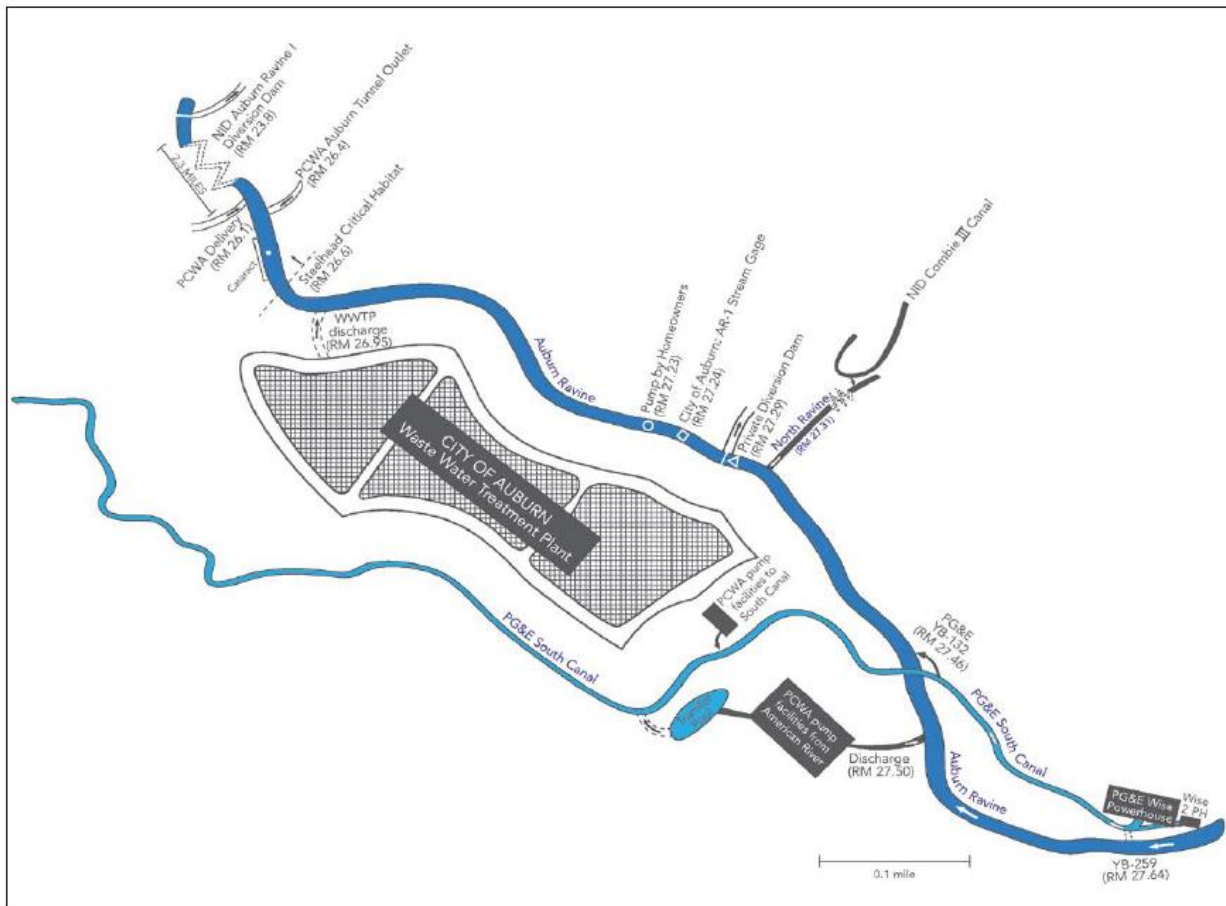 NID Auburn Ravine I
Diversion Dam
(RM 23.8)
2.3 MILES
PCWA Auburn Tunnel Outlet
(RM 26.4)
PCWA Delivery
(RM 26.1)
Cataract
Steelhead Critical Habitat
(RM 26.6)
WWTP
discharge
(RM 26.95)
Auburn Ravine
Pump by Homeowners
(RM 27.23)
City of Auburn: AR-1 Stream Gage
(RM 27.24)
Private Diversion Dam
(RM 27.29)
North Ravine
(RM 27.31)
NID Combie III Canal
CITY OF AUBURN
Waste Water Treatment Plant
PG&E South Canal
PCWA pump
facilities to
South Canal
PCWA pump
facilities from
American River
Discharge
(RM 27.50)
PG&E
YB-132
(RM 27.46)
PG&E South Canal
Auburn Ravine
PG&E Wise
Powerhouse
Wise
2 PH
YB-259
(RM 27.64)
0.1 mile